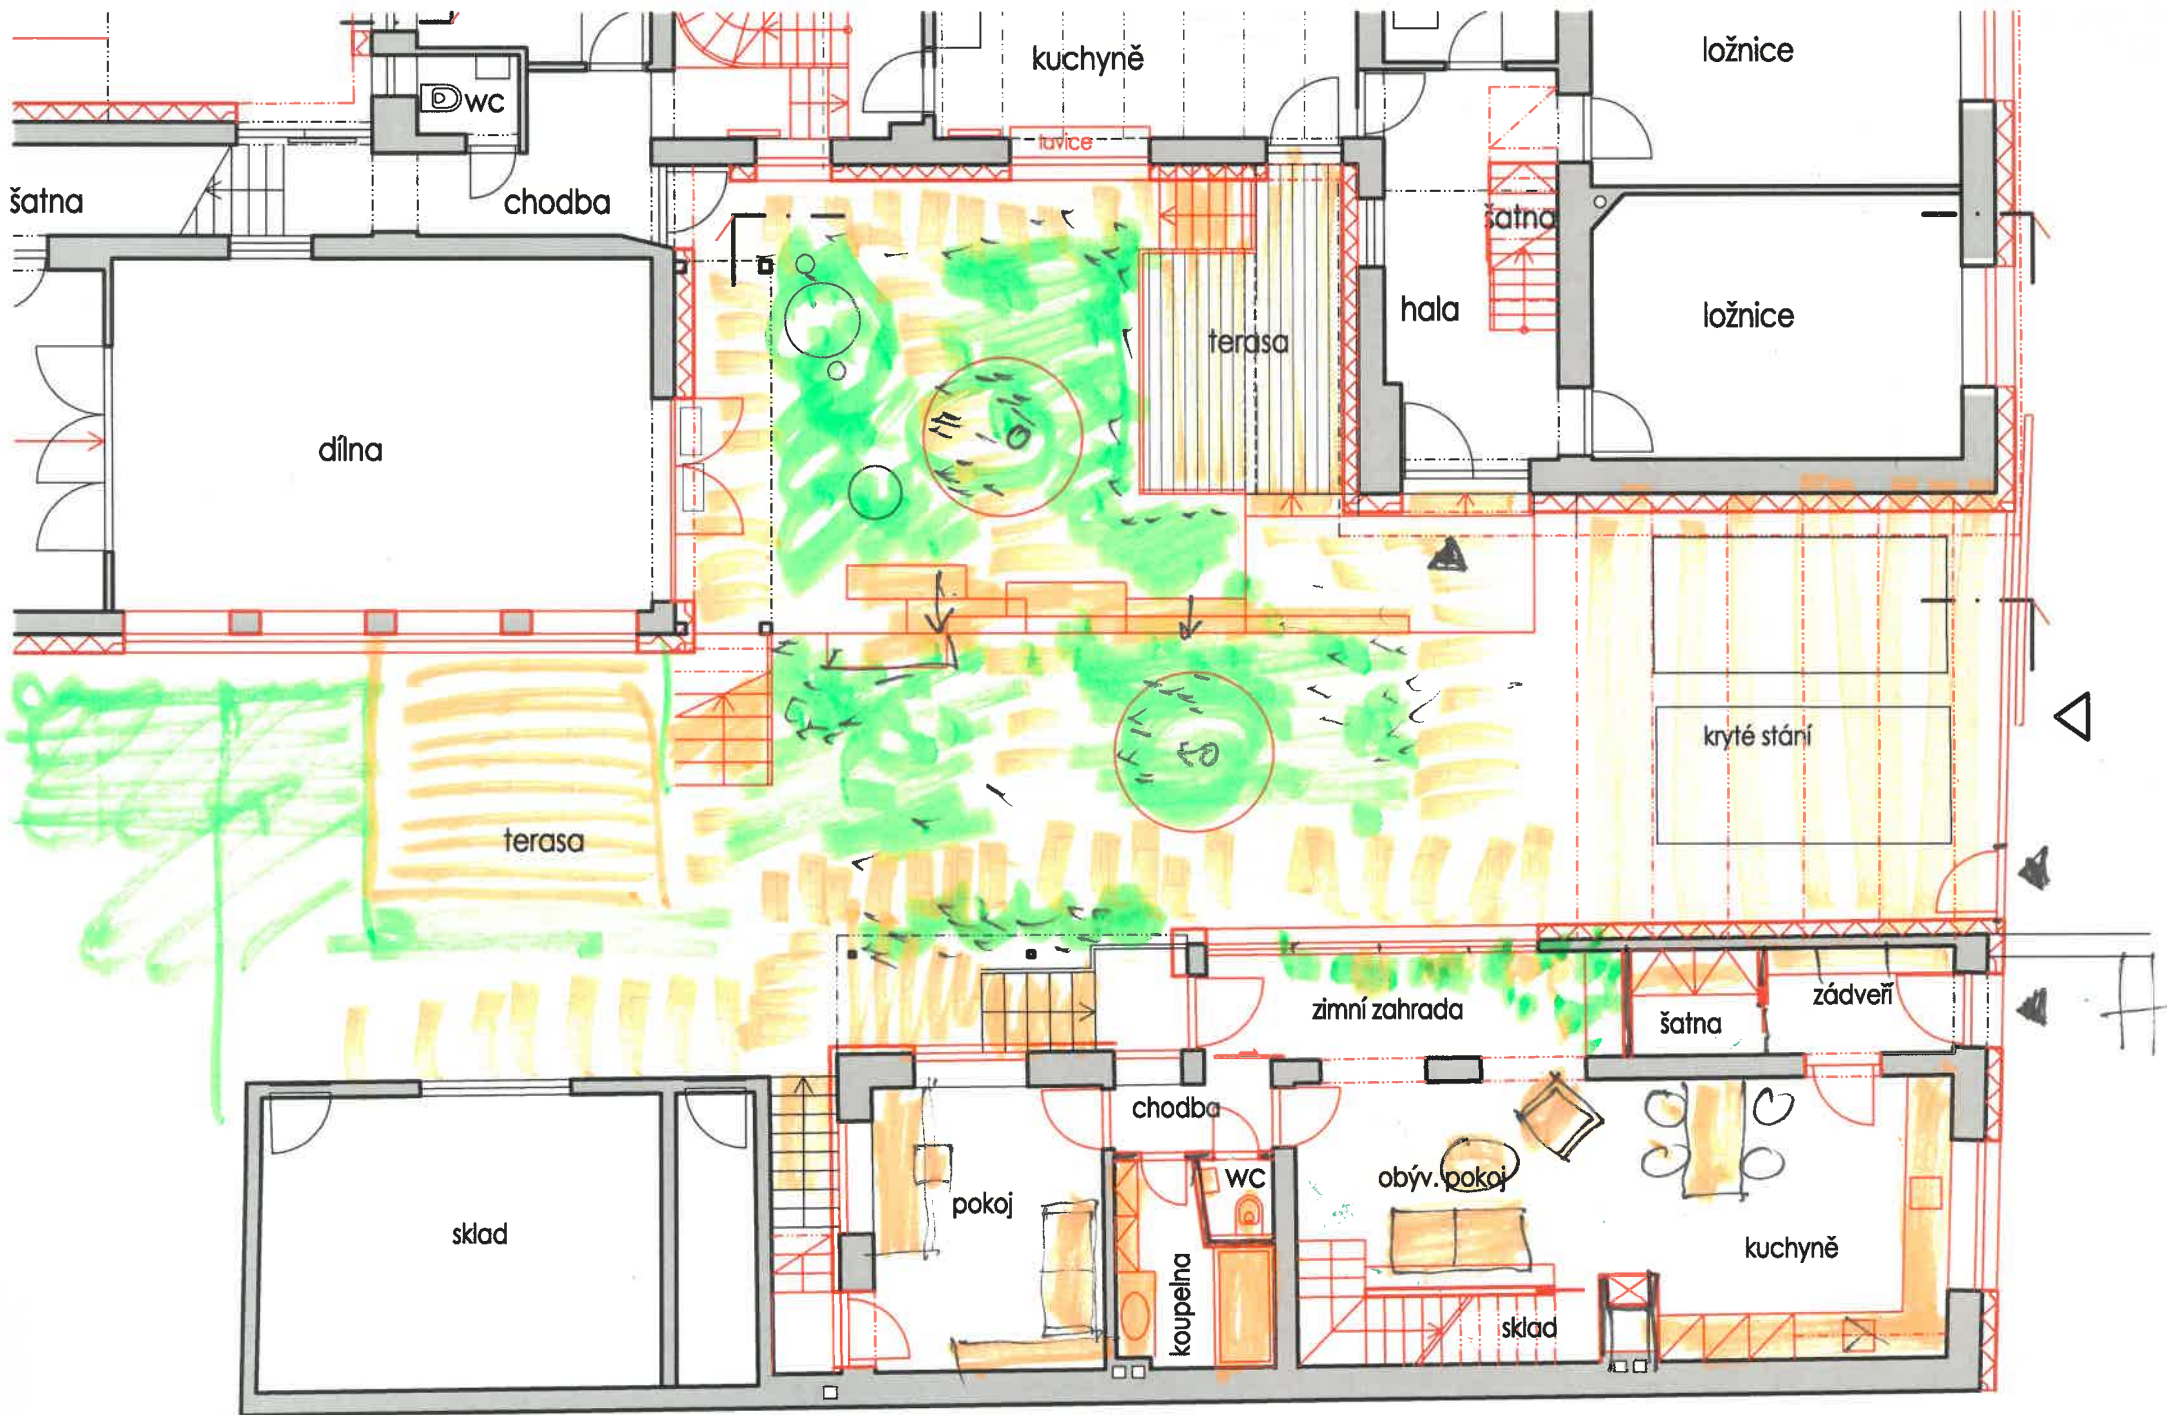 kuchyně
ložnice
WC
lavice
šatna
chodba
šatna
hala
ložnice
terasa
dílna
kryté stání
terasa
zimní zahrada
šatna
zádveří
chodba
pokoj
WC
obýv. pokoj
sklad
koupelna
kuchyně
sklad